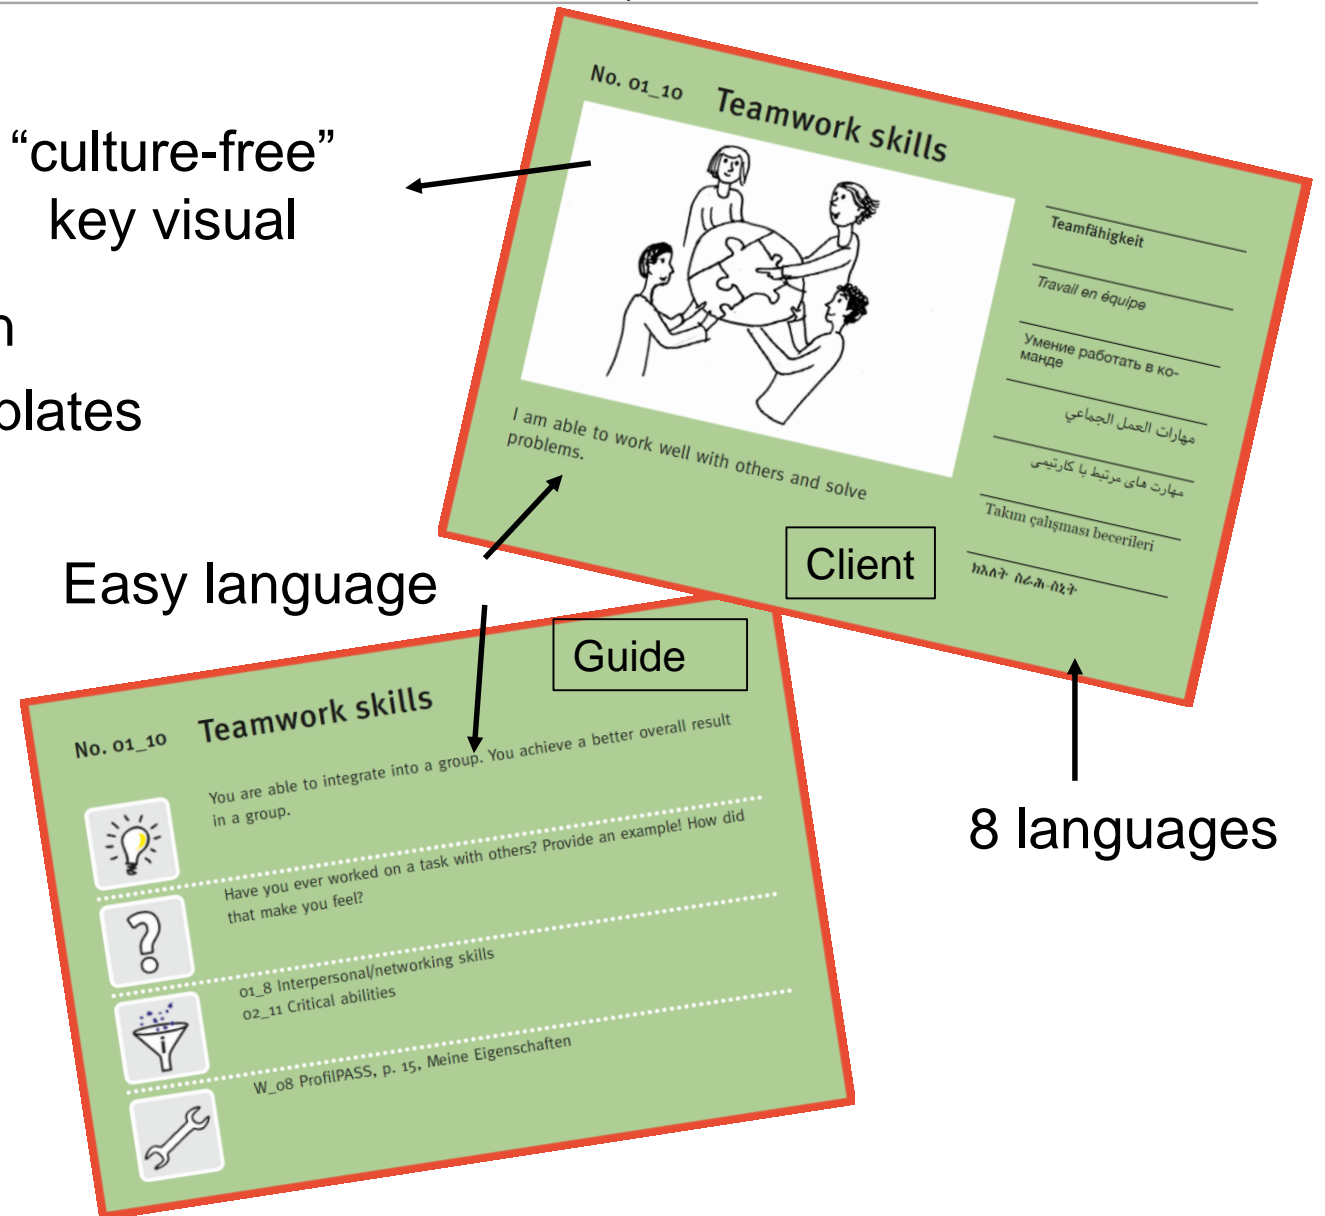 “culture-free”
key visual
Easy language
8 languages
No. 01_10 Teamwork skills
I am able to work well with others and solve
problems.
Teamfähigkeit
Travail en équipe
Умение работать в ко-
манде
مهارات العمل الجماعي
مهارت های مرتبط با کارتیمی
Takım çalışması becerileri
ክእለት ስራሕ-ስኒት
Client
Guide
No. 01_10 Teamwork skills
You are able to integrate into a group. You achieve a better overall result
in a group.
Have you ever worked on a task with others? Provide an example! How did
that make you feel?
01_8 Interpersonal/networking skills
02_11 Critical abilities
W_08 ProfilPASS, p. 15, Meine Eigenschaften